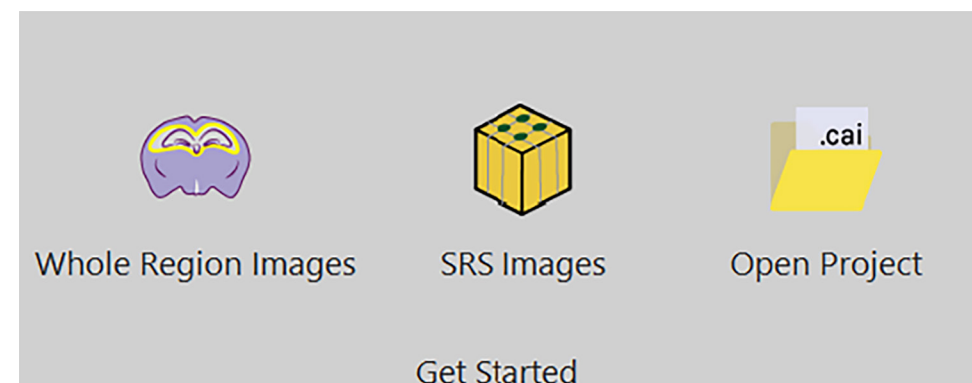 .cai
Whole Region Images
SRS Images
Open Project
Get Started